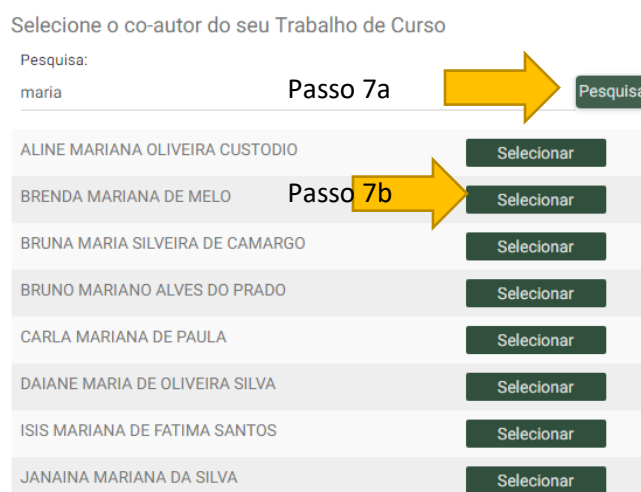 Selecione o co-autor do seu Trabalho de Curso
Pesquisa:
maria Passo 7a Pesquisa
ALINE MARIANA OLIVEIRA CUSTODIO Selecionar
BRENDA MARIANA DE MELO Passo 7b Selecionar
BRUNA MARIA SILVEIRA DE CAMARGO Selecionar
BRUNO MARIANO ALVES DO PRADO Selecionar
CARLA MARIANA DE PAULA Selecionar
DAIANE MARIA DE OLIVEIRA SILVA Selecionar
ISIS MARIANA DE FATIMA SANTOS Selecionar
JANAINA MARIANA DA SILVA Selecionar